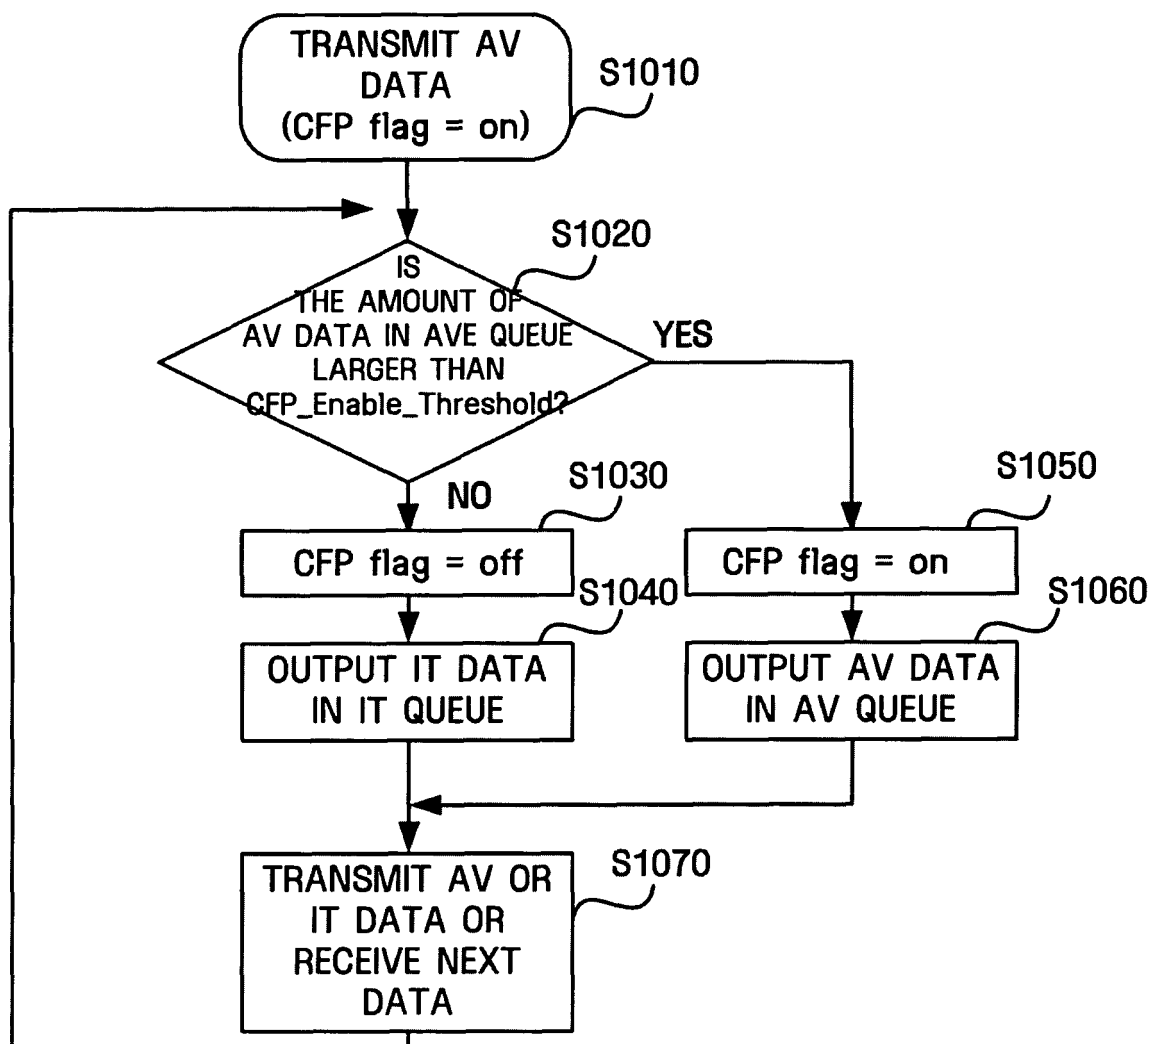 TRANSMIT AV
DATA
(CFP flag = on)
S1010
S1020
IS
THE AMOUNT OF
AV DATA IN AVE QUEUE
LARGER THAN
CFP_Enable_Threshold?
YES
NO
S1030
CFP flag = off
S1050
CFP flag = on
S1040
OUTPUT IT DATA
IN IT QUEUE
S1060
OUTPUT AV DATA
IN AV QUEUE
S1070
TRANSMIT AV OR
IT DATA OR
RECEIVE NEXT
DATA